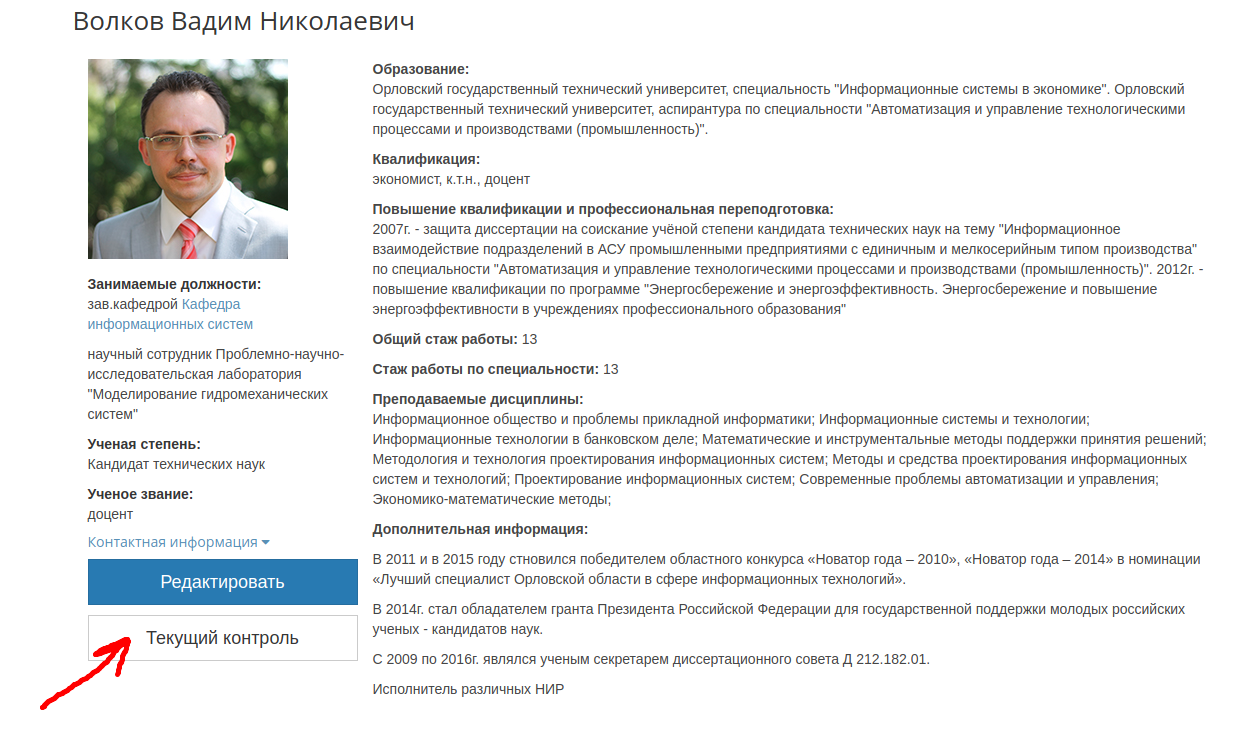 Волков Вадим Николаевич
Занимаемые должности:
зав.кафедрой Кафедра
информационных систем
научный сотрудник Проблемно-научно-
исследовательская лаборатория
"Моделирование гидромеханических
систем"
Ученая степень:
Кандидат технических наук
Ученое звание:
доцент
Контактная информация
Редактировать
Текущий контроль
Образование:
Орловский государственный технический университет, специальность "Информационные системы в экономике". Орловский
государственный технический университет, аспирантура по специальности "Автоматизация и управление технологическими
процессами и производствами (промышленность)".
Квалификация:
экономист, к.т.н., доцент
Повышение квалификации и профессиональная переподготовка:
2007г. - защита диссертации на соискание учёной степени кандидата технических наук на тему "Информационное
взаимодействие подразделений в АСУ промышленными предприятиями с единичным и мелкосерийным типом производства"
по специальности "Автоматизация и управление технологическими процессами и производствами (промышленность)". 2012г. -
повышение квалификации по программе "Энергосбережение и энергоэффективность. Энергосбережение и повышение
энергоэффективности в учреждениях профессионального образования"
Общий стаж работы: 13
Стаж работы по специальности: 13
Преподаваемые дисциплины:
Информационное общество и проблемы прикладной информатики; Информационные системы и технологии;
Информационные технологии в банковском деле; Математические и инструментальные методы поддержки принятия решений;
Методология и технология проектирования информационных систем; Методы и средства проектирования информационных
систем и технологий; Проектирование информационных систем; Современные проблемы автоматизации и управления;
Экономико-математические методы;
Дополнительная информация:
В 2011 и в 2015 году стновился победителем областного конкурса «Новатор года – 2010», «Новатор года – 2014» в номинации
«Лучший специалист Орловской области в сфере информационных технологий».
В 2014г. стал обладателем гранта Президента Российской Федерации для государственной поддержки молодых российских
ученых - кандидатов наук.
С 2009 по 2016г. являлся ученым секретарем диссертационного совета Д 212.182.01.
Исполнитель различных НИР